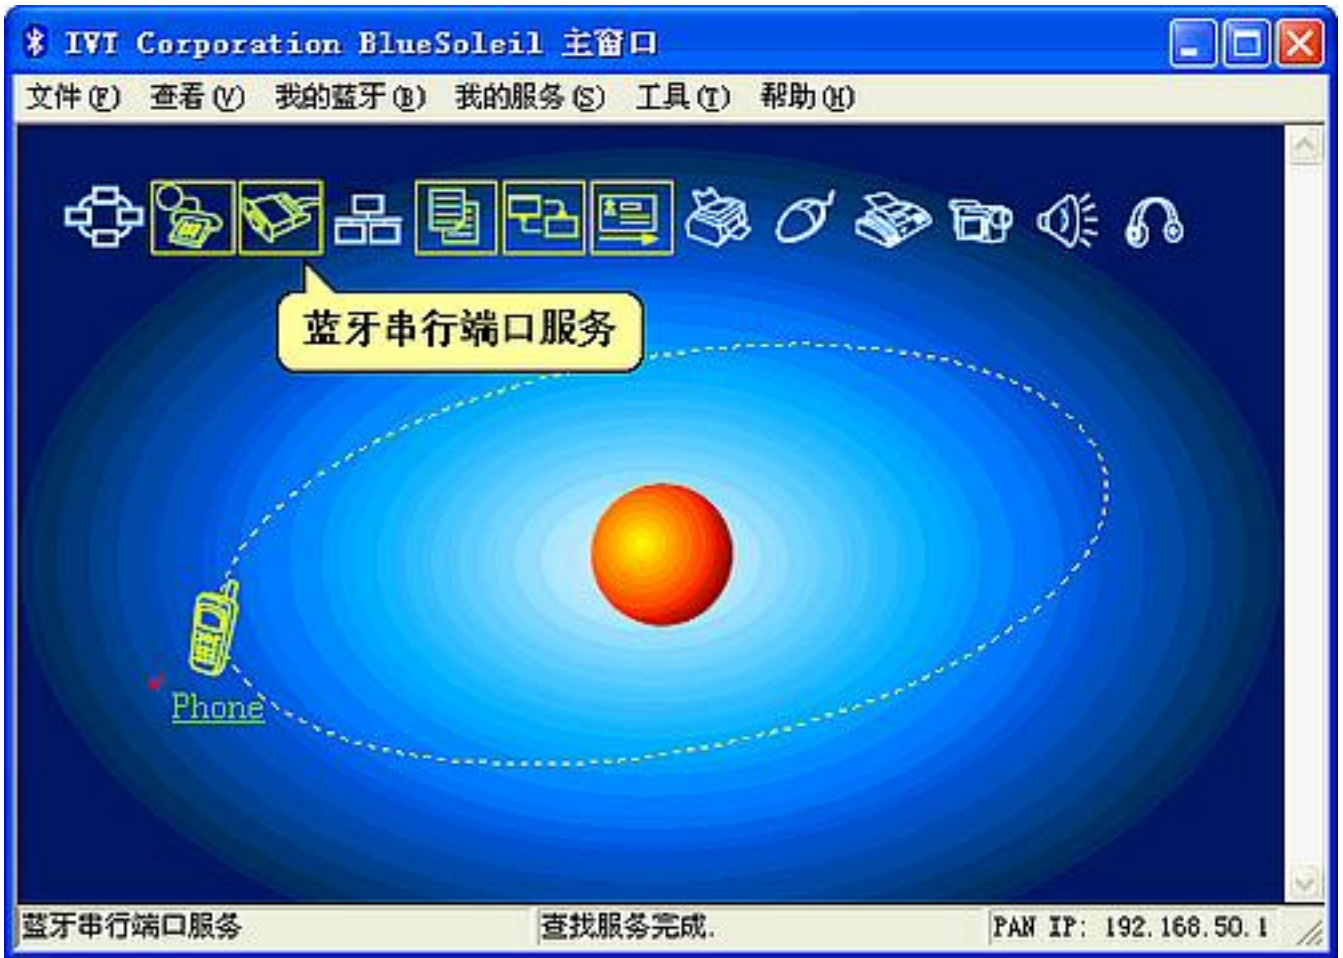 IVT Corporation BlueSoleil 主窗口
文件(F) 查看(V) 我的蓝牙(B) 我的服务(S) 工具(T) 帮助(H)
蓝牙串行端口服务
Phone
蓝牙串行端口服务 查找服务完成. PAN IP: 192.168.50.1